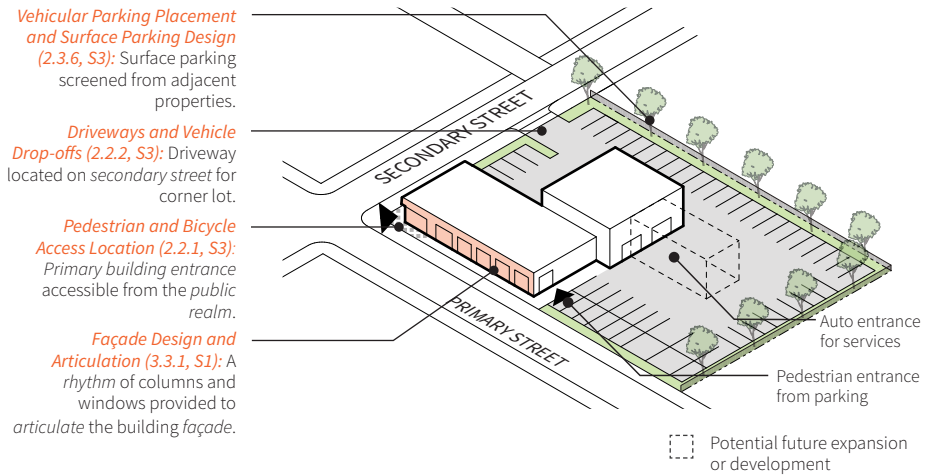 Vehicular Parking Placement
and Surface Parking Design
(2.3.6, S3): Surface parking
screened from adjacent
properties.
Driveways and Vehicle
Drop-offs (2.2.2, S3): Driveway
located on secondary street for
corner lot.
Pedestrian and Bicycle
Access Location (2.2.1, S3):
Primary building entrance
accessible from the public
realm.
Façade Design and
Articulation (3.3.1, S1): A
rhythm of columns and
windows provided to
articulate the building façade.
SECONDARY STREET
PRIMARY STREET
Auto entrance
for services
Pedestrian entrance
from parking
Potential future expansion
or development